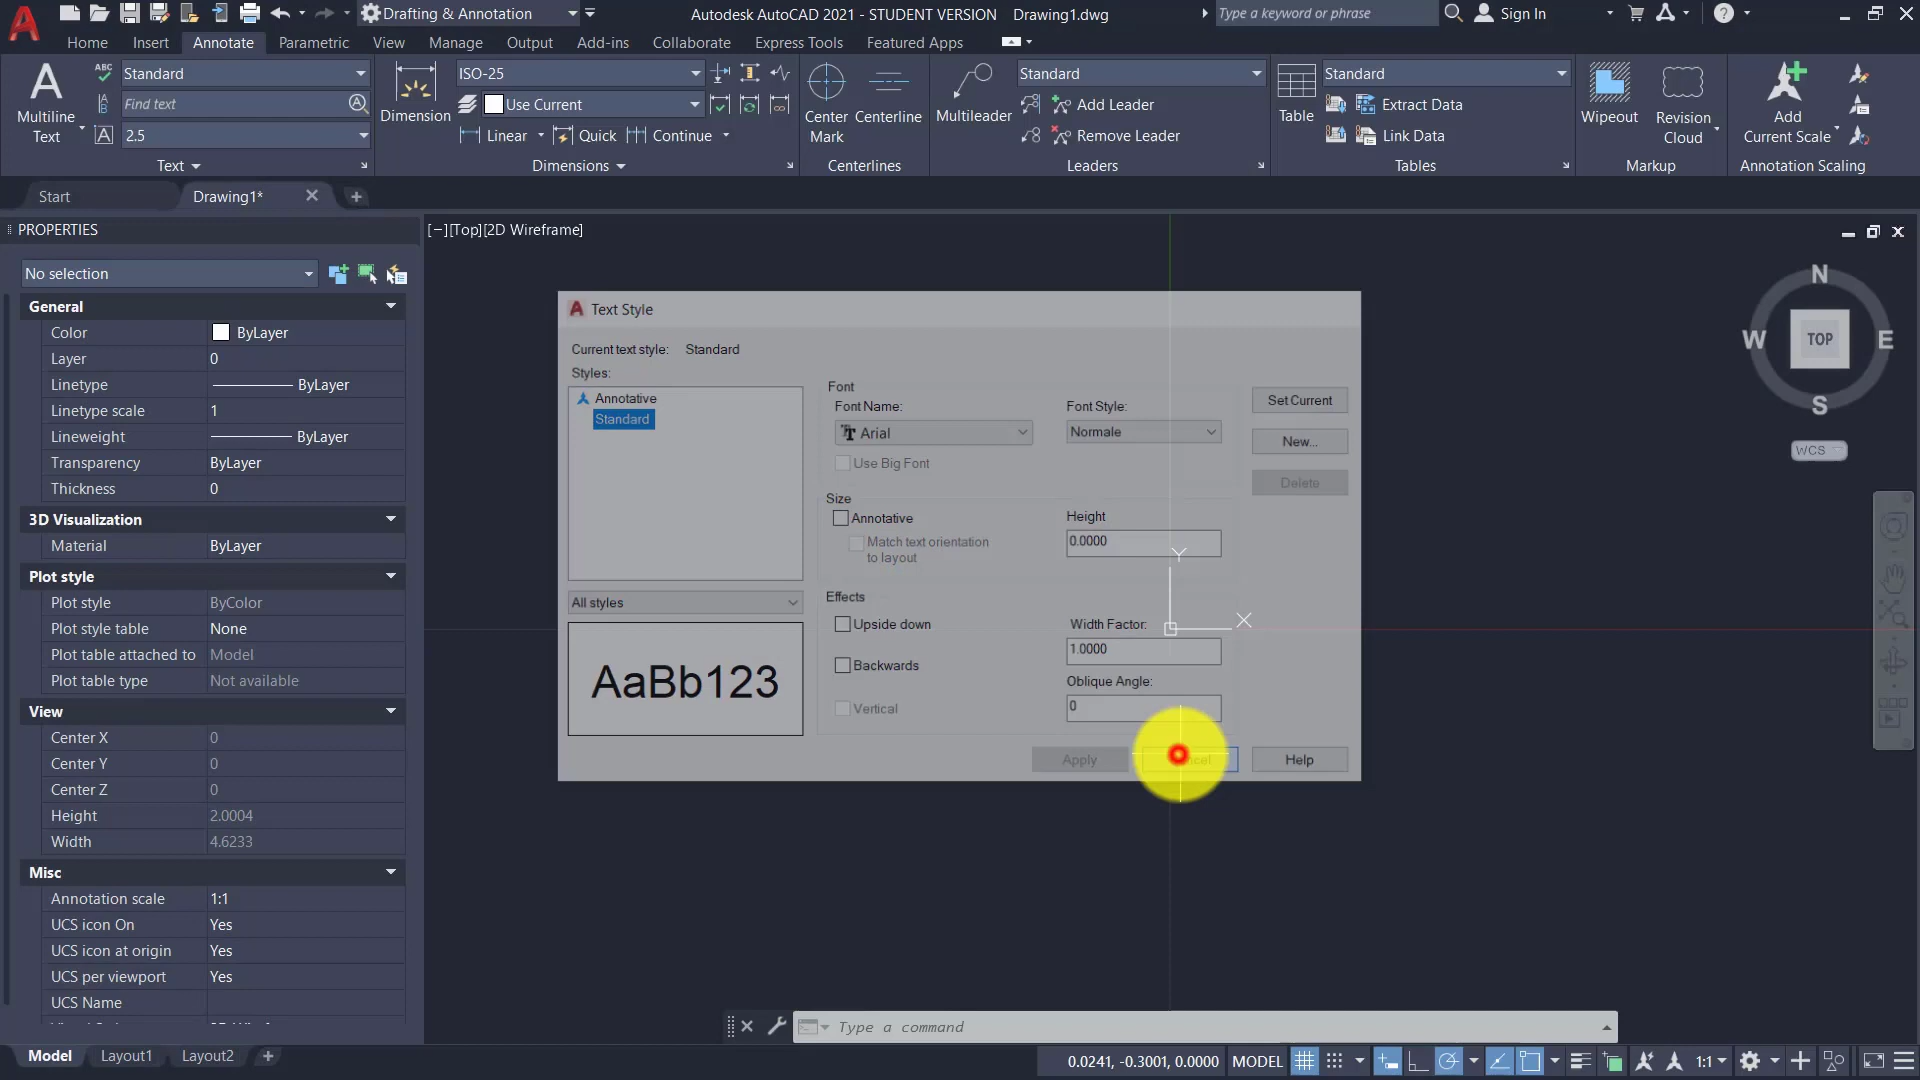 Drafting & Annotation
Autodesk AutoCAD 2021 - STUDENT VERSION Drawing1.dwg
Type a keyword or phrase
Sign In
Home Insert Annotate Parametric View Manage Output Add-ins Collaborate Express Tools Featured Apps
Multiline
Text
ABC
Standard
Find text
2.5
Text
Dimension
ISO-25
Use Current
Linear Quick Continue
Dimensions
Center
Mark
Centerline
Centerlines
Multileader
Standard
Add Leader
Remove Leader
Leaders
Table
Standard
Extract Data
Link Data
Tables
Wipeout
Revision
Cloud
Markup
Add
Current Scale
Annotation Scaling
Start
Drawing1*
PROPERTIES
No selection
General
Color ByLayer
Layer 0
Linetype ByLayer
Linetype scale 1
Lineweight ByLayer
Transparency ByLayer
Thickness 0
3D Visualization
Material ByLayer
Plot style
Plot style ByColor
Plot style table None
Plot table attached to Model
Plot table type Not available
View
Center X 0
Center Y 0
Center Z 0
Height 2.0004
Width 4.6233
Misc
Annotation scale 1:1
UCS icon On Yes
UCS icon at origin Yes
UCS per viewport Yes
UCS Name
[−][Top][2D Wireframe]
Text Style
Current text style: Standard
Styles:
Annotative
Standard
All styles
AaBb123
Font
Font Name:
Arial
Use Big Font
Font Style:
Normale
Size
Annotative
Match text orientation
to layout
Height
0.0000
Effects
Upside down
Backwards
Vertical
Width Factor:
1.0000
Oblique Angle:
0
Set Current
New...
Delete
Apply
Help
Y
X
N
W
TOP
E
S
WCS
Type a command
Model Layout1 Layout2
0.0241, -0.3001, 0.0000 MODEL
1:1